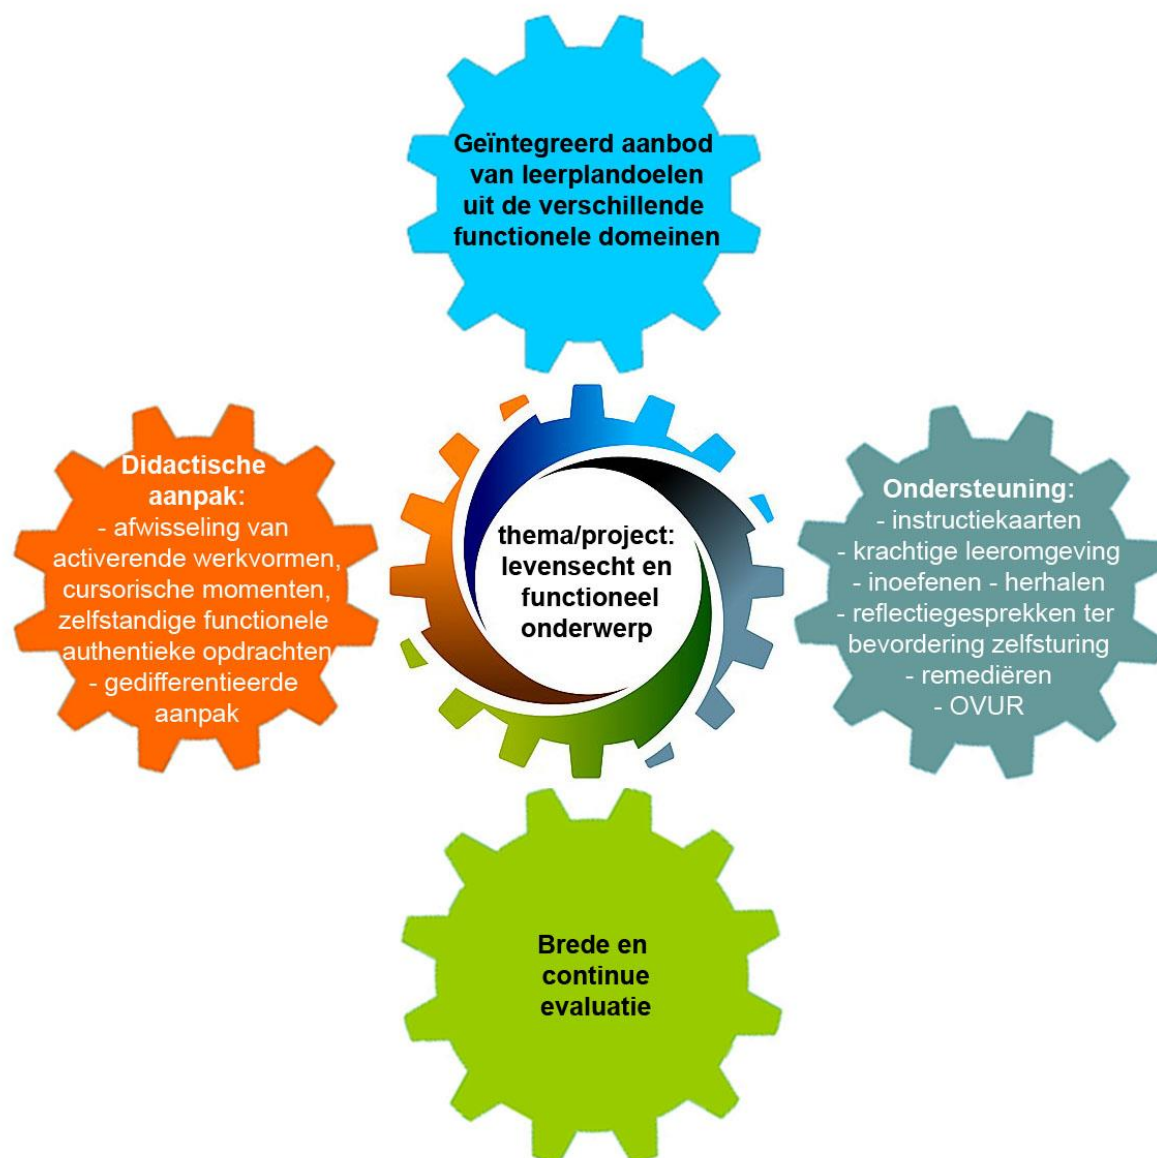 Geïntegreerd aanbod
van leerplandoelen
uit de verschillende
functionele domeinen
Didactische
aanpak:
- afwisseling van
activerende werkvormen,
cursorische momenten,
zelfstandige functionele
authentieke opdrachten
- gedifferentieerde
aanpak
thema/project:
levensecht en
functioneel
onderwerp
Ondersteuning:
- instructiekaarten
- krachtige leeromgeving
- inoefenen - herhalen
- reflectiegesprekken ter
bevordering zelfsturing
- remediëren
- OVUR
Brede en
continue
evaluatie